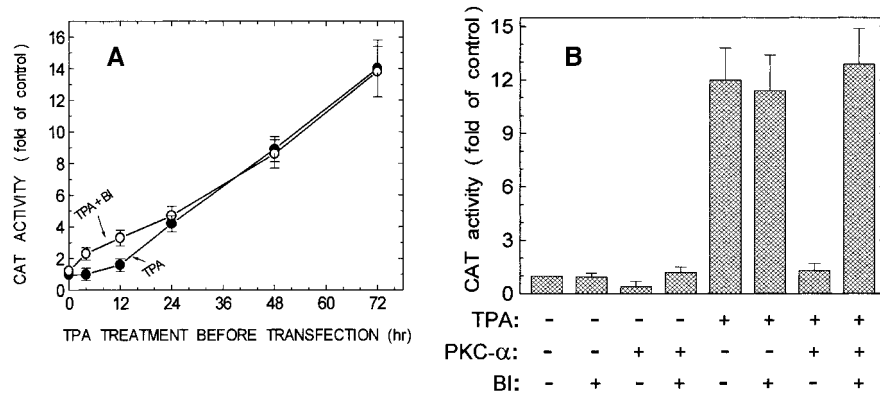 A
CAT ACTIVITY (fold of control)
16
14
12
10
8
6
4
2
0
TPA+BI
TPA
0 12 24 36 48 60 72
TPA TREATMENT BEFORE TRANSFECTION (hr)
B
CAT activity (fold of control)
15
12
9
6
3
0
TPA: - - - - + + + +
PKC-α: - - + + - - + +
BI: - + - + - + - +